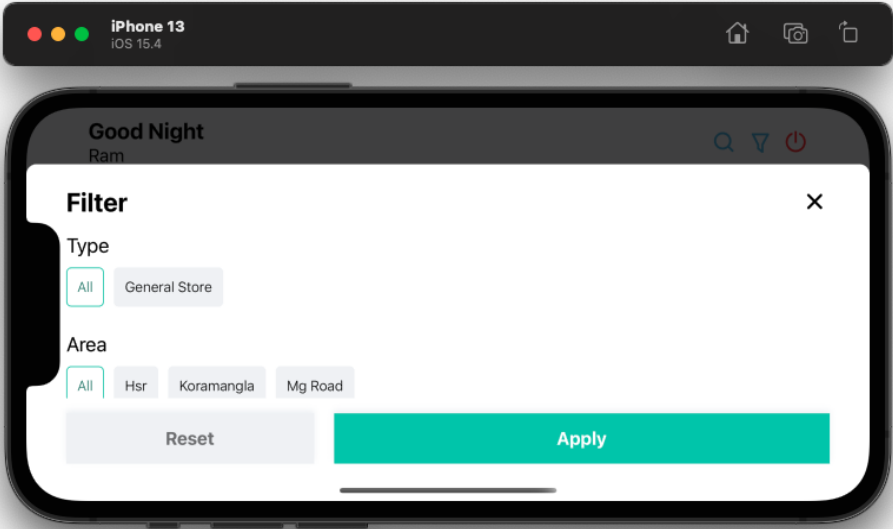 iPhone 13
iOS 15.4
Good Night
Ram
Filter
Type
All General Store
Area
All Hsr Koramangla Mg Road
Reset Apply